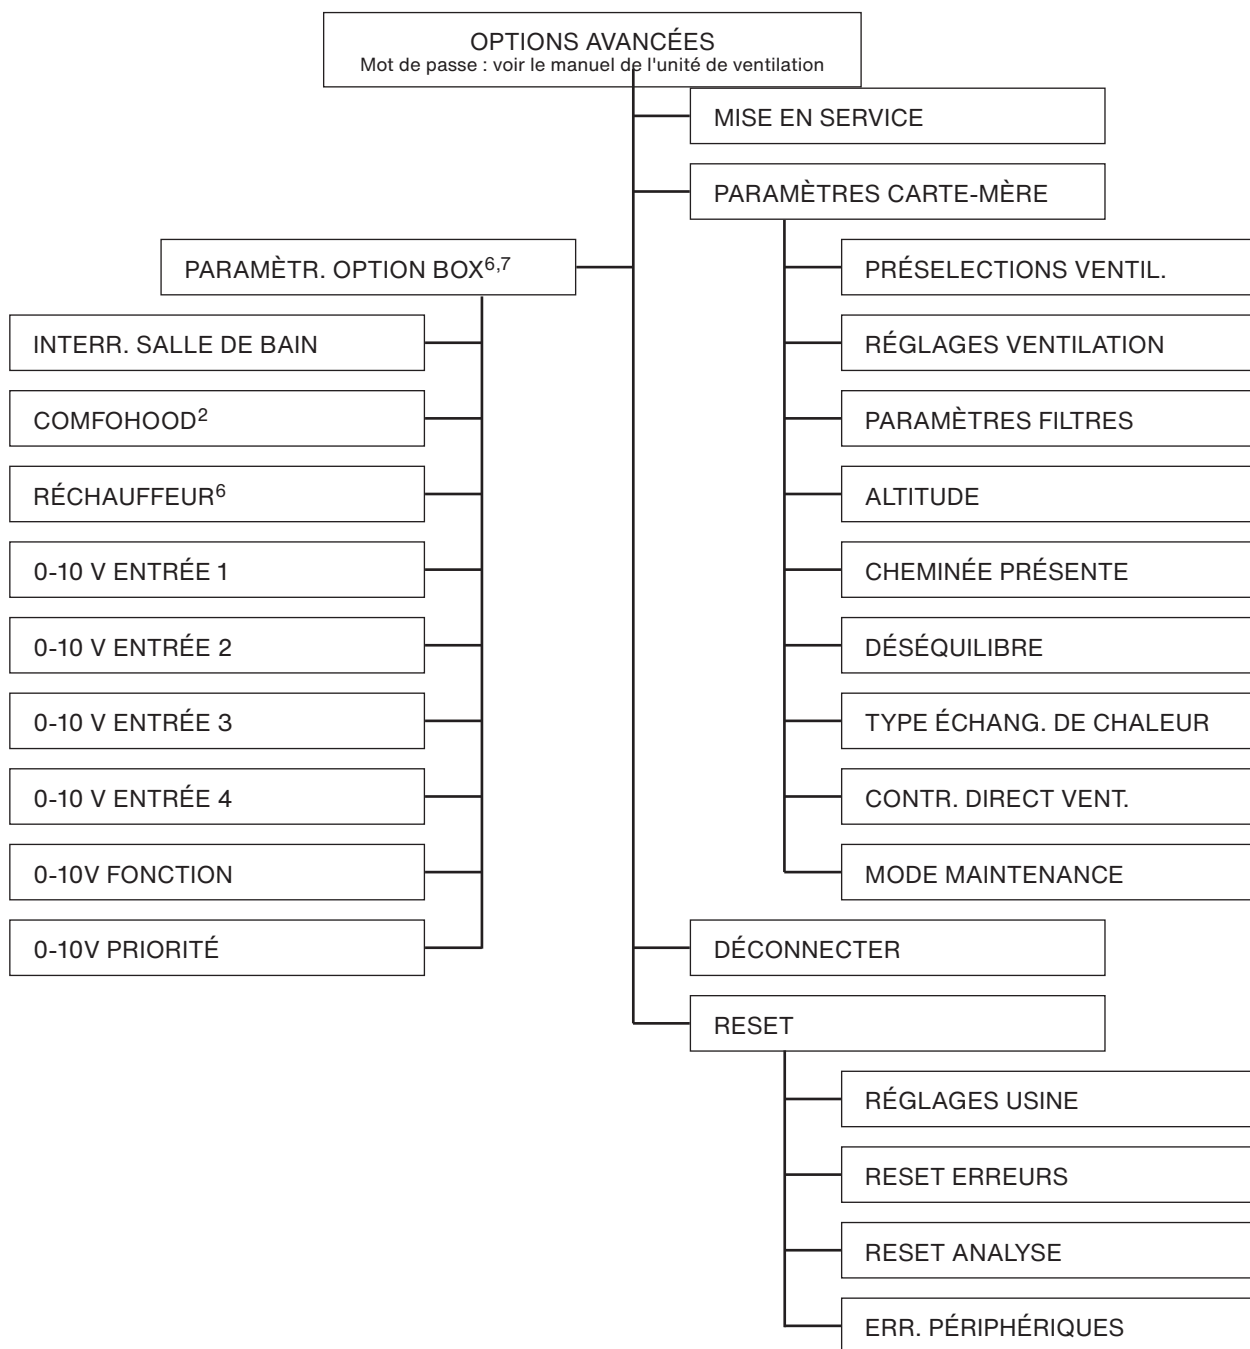 OPTIONS AVANCÉES
Mot de passe : voir le manuel de l'unité de ventilation
MISE EN SERVICE
PARAMÈTRES CARTE-MÈRE
PRÉSELECTIONS VENTIL.
RÉGLAGES VENTILATION
PARAMÈTRES FILTRES
ALTITUDE
CHEMINÉE PRÉSENTE
DÉSÉQUILIBRE
TYPE ÉCHANG. DE CHALEUR
CONTR. DIRECT VENT.
MODE MAINTENANCE
PARAMÈTR. OPTION BOX6,7
INTERR. SALLE DE BAIN
COMFOHOOD2
RÉCHAUFFEUR6
0-10 V ENTRÉE 1
0-10 V ENTRÉE 2
0-10 V ENTRÉE 3
0-10 V ENTRÉE 4
0-10V FONCTION
0-10V PRIORITÉ
DÉCONNECTER
RESET
RÉGLAGES USINE
RESET ERREURS
RESET ANALYSE
ERR. PÉRIPHÉRIQUES